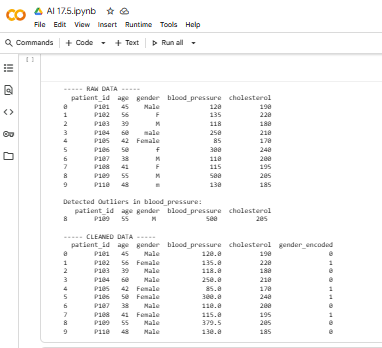 AI 17.5.ipynb
File Edit View Insert Runtime Tools Help
Commands + Code + Text Run all
[ ]
----- RAW DATA -----
patient_id age gender blood_pressure cholesterol
0 P101 45 Male 120 190
1 P102 56 F 135 220
2 P103 39 M 118 180
3 P104 60 male 250 210
4 P105 42 Female 85 170
5 P106 50 f 300 240
6 P107 38 M 110 200
7 P108 41 F 115 195
8 P109 55 M 500 205
9 P110 48 m 130 185
Detected Outliers in blood_pressure:
patient_id age gender blood_pressure cholesterol
8 P109 55 M 500 205
----- CLEANED DATA -----
patient_id age gender blood_pressure cholesterol gender_encoded
0 P101 45 Male 120.0 190 0
1 P102 56 Female 135.0 220 1
2 P103 39 Male 118.0 180 0
3 P104 60 Male 250.0 210 0
4 P105 42 Female 85.0 170 1
5 P106 50 Female 300.0 240 1
6 P107 38 Male 110.0 200 0
7 P108 41 Female 115.0 195 1
8 P109 55 Male 379.5 205 0
9 P110 48 Male 130.0 185 0